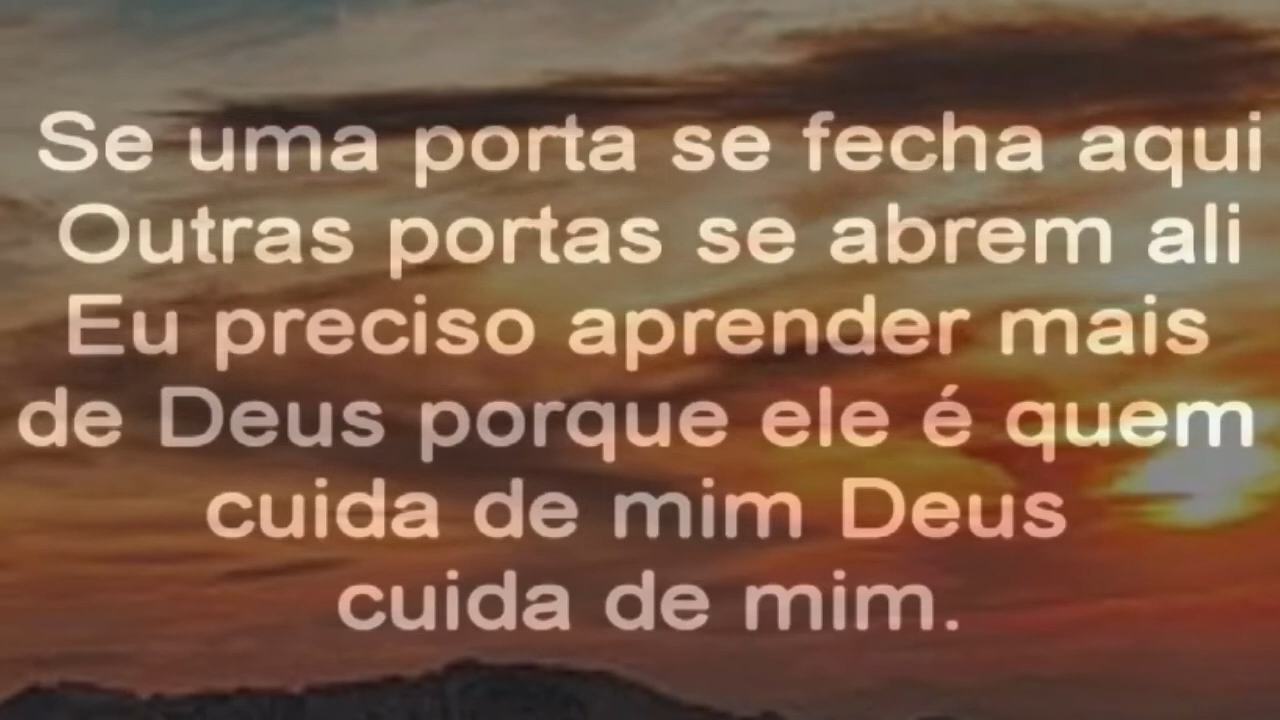 Se uma porta se fecha aqui
Outras portas se abrem ali
Eu preciso aprender mais
de Deus porque ele é quem
cuida de mim Deus
cuida de mim.